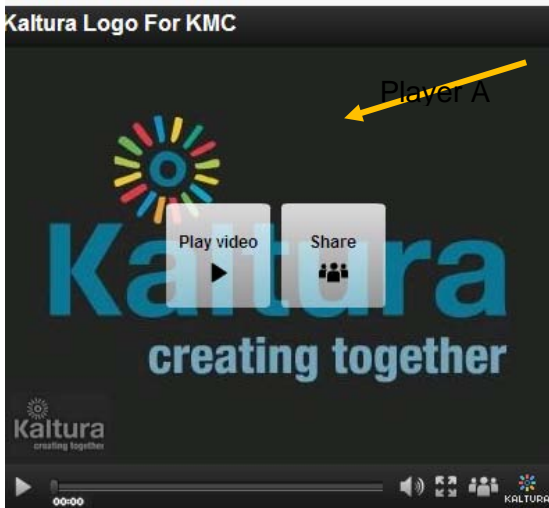 Kaltura Logo For KMC
Player A
Play video
Share
Kaltura
creating together
Kaltura
creating together
00:00
KALTURA